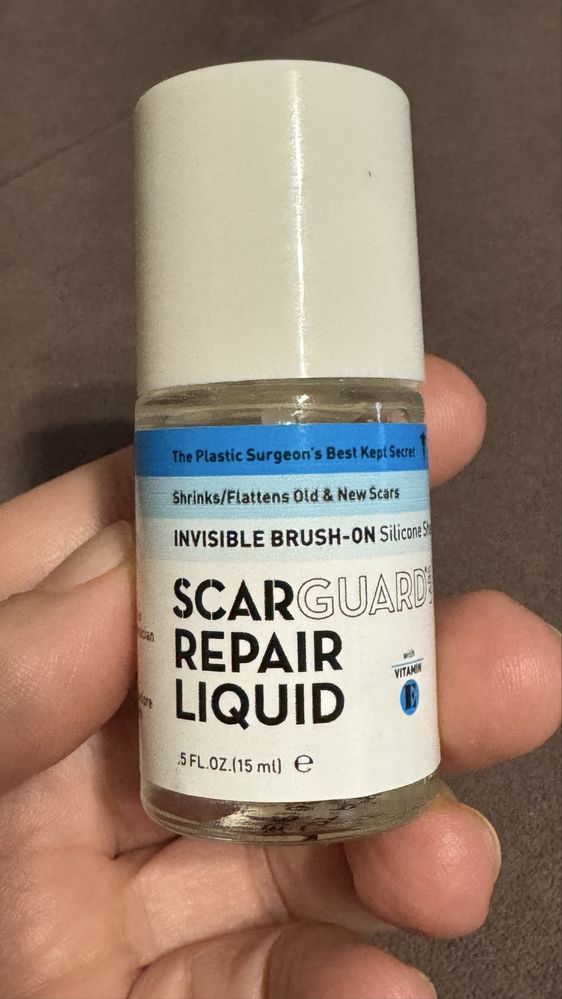 The Plastic Surgeon's Best Kept Secret
Shrinks/Flattens Old & New Scars
INVISIBLE BRUSH-ON Silicone
SCARGUARD
REPAIR
LIQUID
with
VITAMIN
E
.5 FL.OZ.(15 ml) ℮